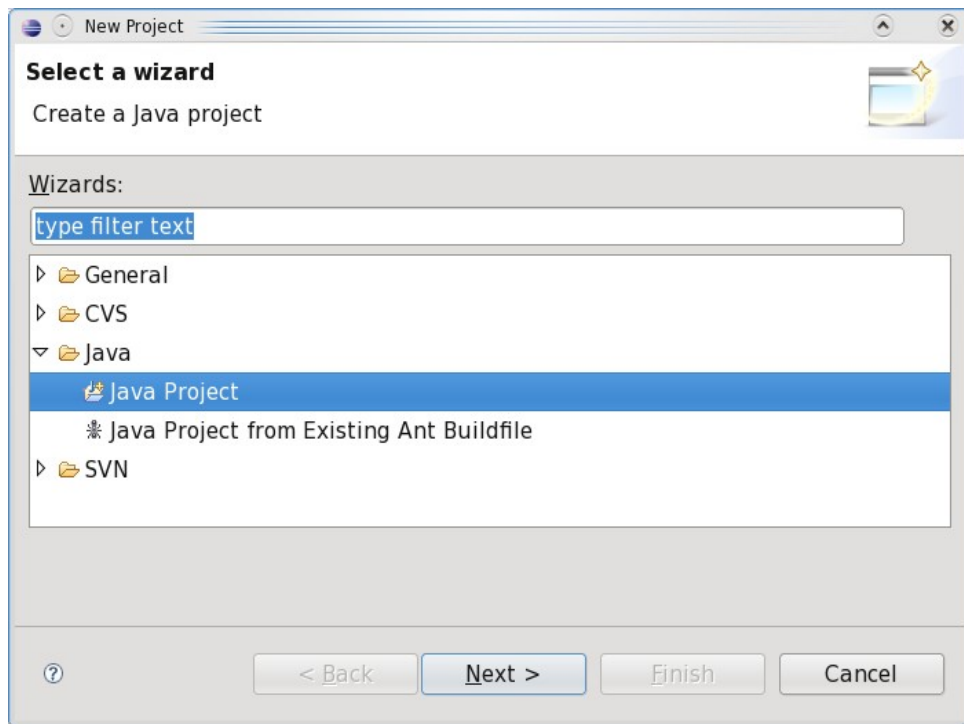 New Project
Select a wizard
Create a Java project
Wizards:
type filter text
General
CVS
Java
Java Project
Java Project from Existing Ant Buildfile
SVN
? < Back Next > Finish Cancel